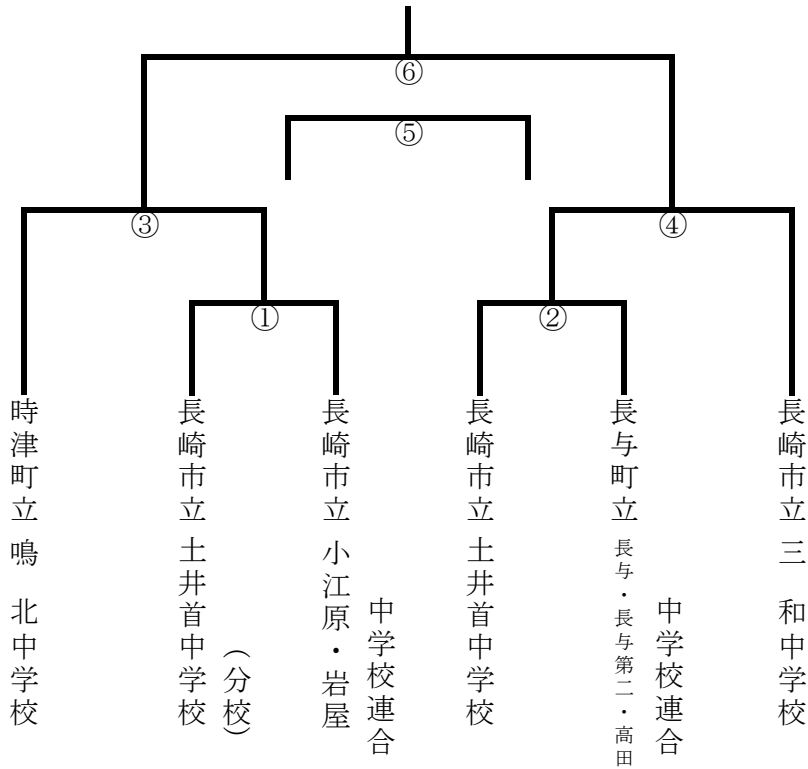 ⑥
⑤
③
④
①
②
時津町立 鳴 北中学校
長崎市立 土井首中学校
（分校）
長崎市立 小江原・岩屋
中学校連合
長崎市立 土井首中学校
長与町立 長与・長与第二・高田
中学校連合
長崎市立 三 和中学校